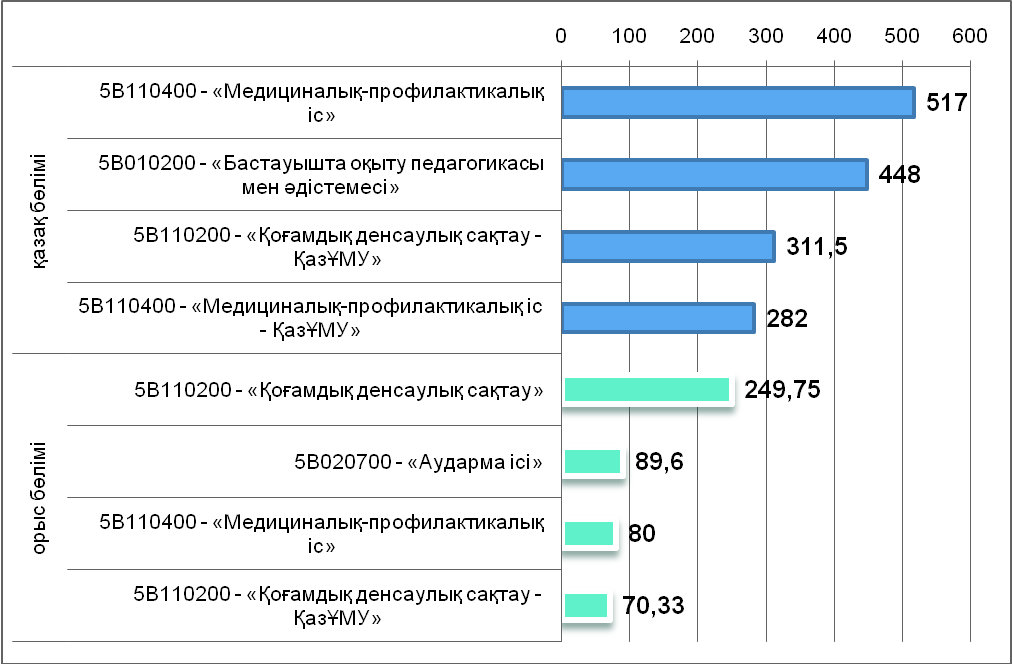 0 100 200 300 400 500 600
қазақ бөлімі
5В110400 - «Медициналық-профилактикалық
іс»
517
5В010200 - «Бастауышта оқыту педагогикасы
мен әдістемесі»
448
5В110200 - «Қоғамдық денсаулық сақтау -
ҚазҰМУ»
311,5
5В110400 - «Медициналық-профилактикалық іс
- ҚазҰМУ»
282
орыс бөлімі
5В110200 - «Қоғамдық денсаулық сақтау»
249,75
5В020700 - «Аударма ісі»
89,6
5В110400 - «Медициналық-профилактикалық
іс»
80
5В110200 - «Қоғамдық денсаулық сақтау -
ҚазҰМУ»
70,33